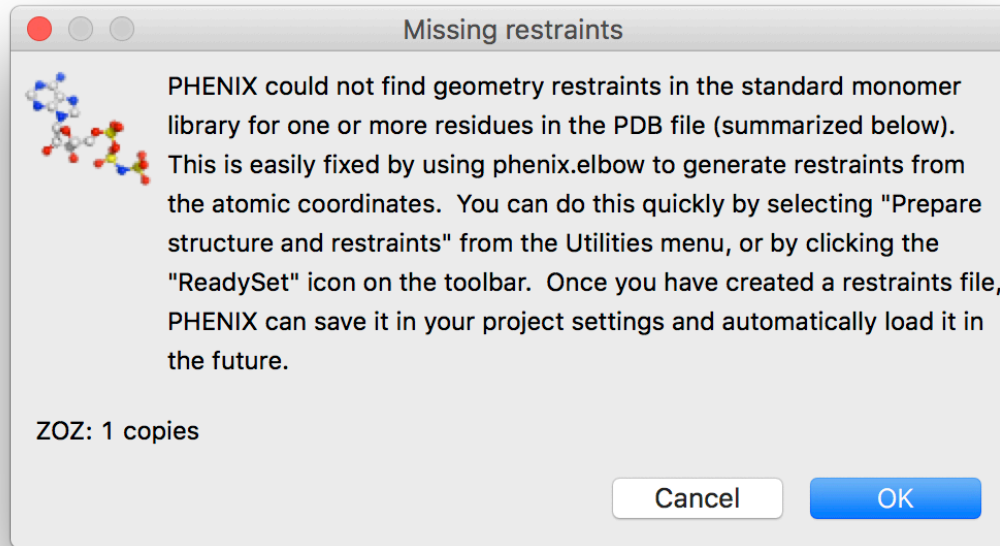 Missing restraints
PHENIX could not find geometry restraints in the standard monomer
library for one or more residues in the PDB file (summarized below).
This is easily fixed by using phenix.elbow to generate restraints from
the atomic coordinates.  You can do this quickly by selecting "Prepare
structure and restraints" from the Utilities menu, or by clicking the
"ReadySet" icon on the toolbar.  Once you have created a restraints file,
PHENIX can save it in your project settings and automatically load it in
the future.
ZOZ: 1 copies
Cancel
OK